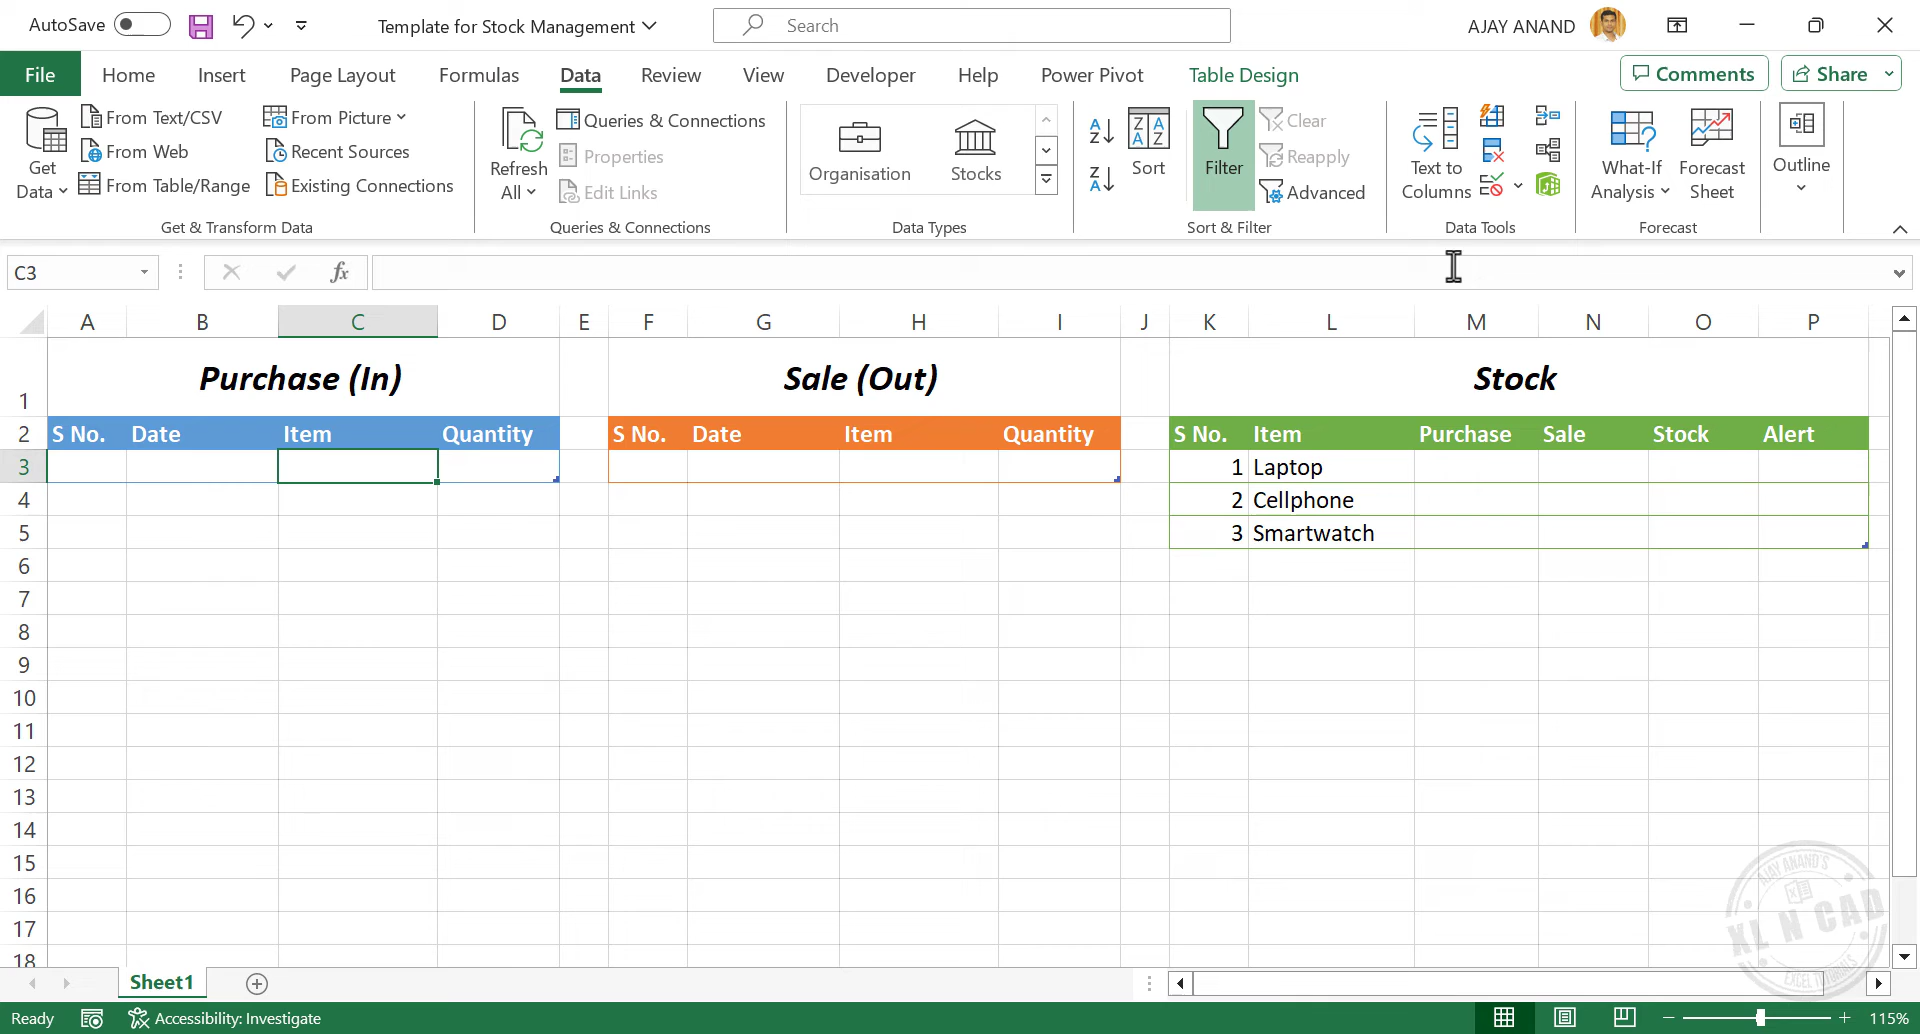 AutoSave
Template for Stock Management
Search
AJAY ANAND
File Home Insert Page Layout Formulas Data Review View Developer Help Power Pivot Table Design
Comments Share
Get Data
From Text/CSV
From Web
From Table/Range
From Picture
Recent Sources
Existing Connections
Get & Transform Data
Refresh All
Queries & Connections
Properties
Edit Links
Queries & Connections
Organisation
Stocks
Data Types
Sort
Filter
Clear
Reapply
Advanced
Sort & Filter
Text to Columns
Data Tools
What-If Analysis
Forecast Sheet
Forecast
Outline
C3 fx
A B C D E F G H I J K L M N O P
1 Purchase (In) Sale (Out) Stock
2 S No. Date Item Quantity S No. Date Item Quantity S No. Item Purchase Sale Stock Alert
3 1 Laptop
4 2 Cellphone
5 3 Smartwatch
6
7
8
9
10
11
12
13
14
15
16
17
18
AJAY ANAND'S
XL N CAD
EXCEL TUTORIALS
Sheet1
Ready
Accessibility: Investigate
115%